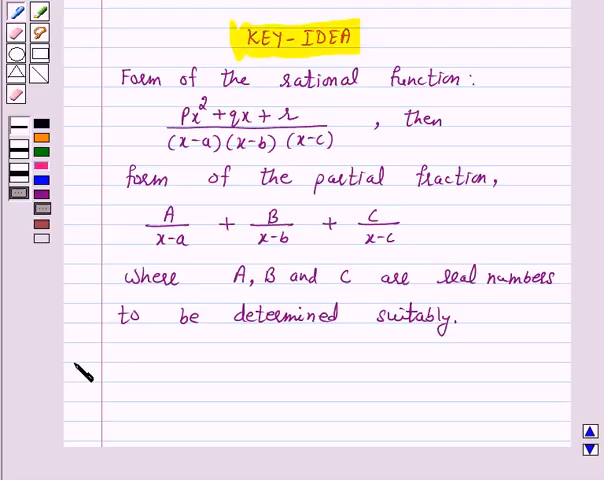 KEY-IDEA
Form of the rational function:
px² + qx + r / (x-a)(x-b)(x-c) , then
form of the partial fraction,
A / x-a + B / x-b + C / x-c
where A, B and C are real numbers
to be determined suitably.